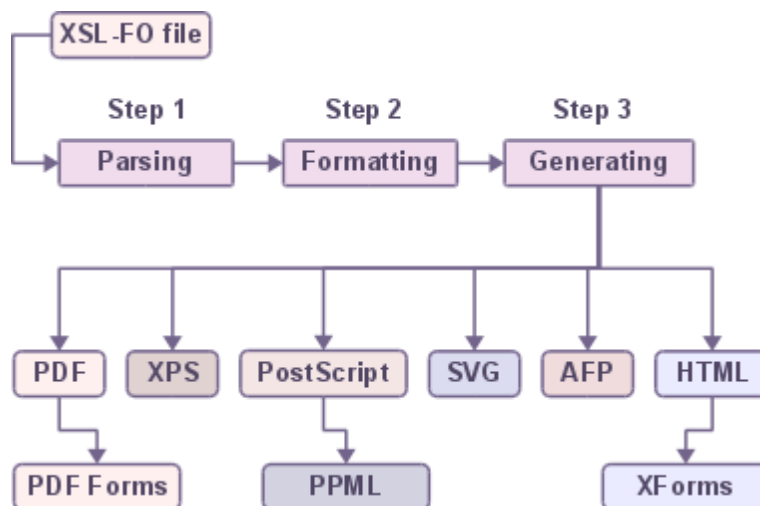 XSL-FO file
Step 1
Step 2
Step 3
Parsing
Formatting
Generating
PDF
XPS
PostScript
SVG
AFP
HTML
PDF Forms
PPML
XForms